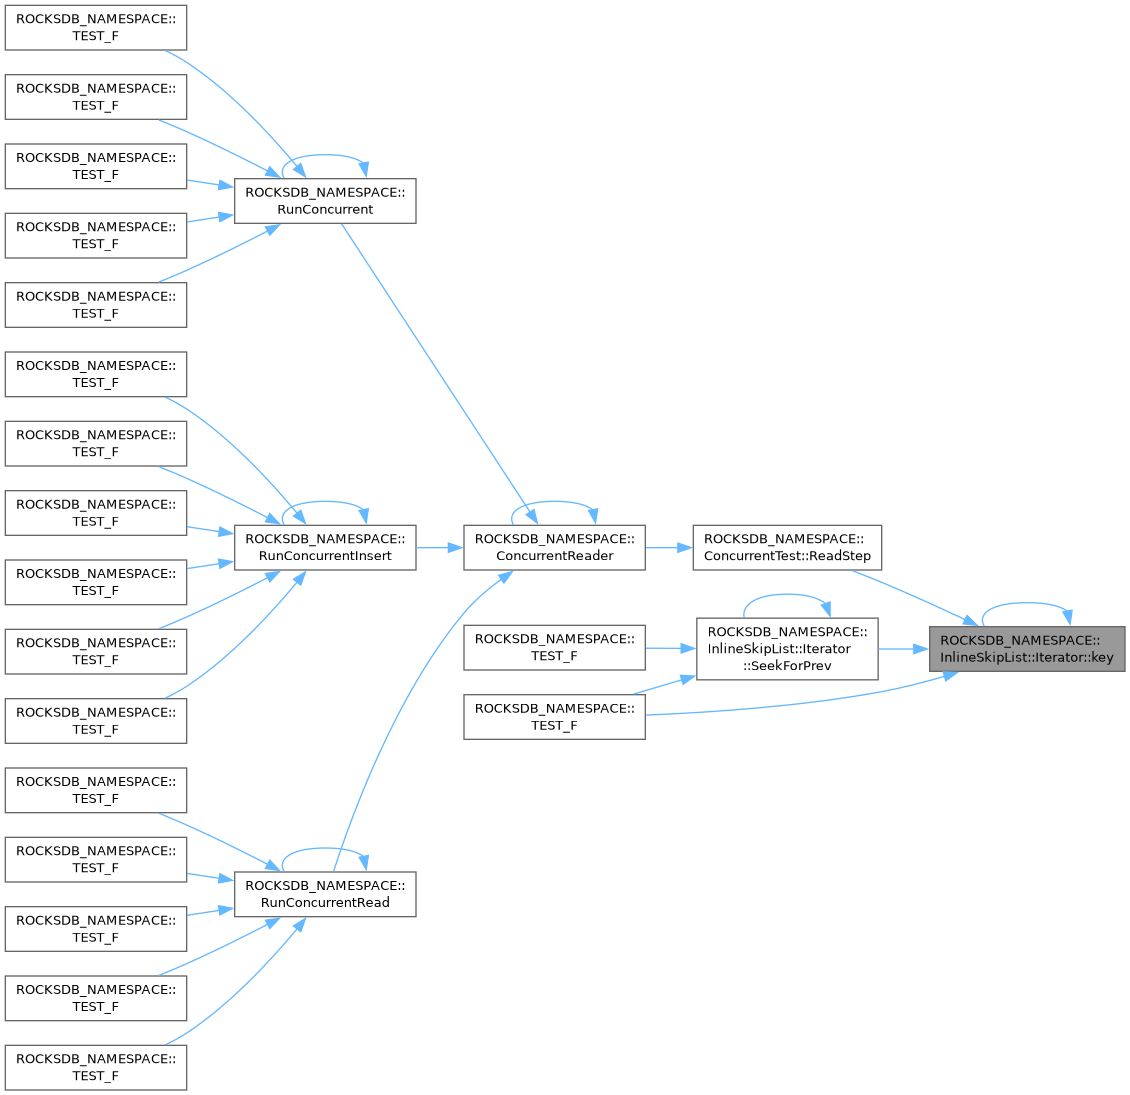 ROCKSDB_NAMESPACE::
TEST_F
ROCKSDB_NAMESPACE::
TEST_F
ROCKSDB_NAMESPACE::
TEST_F
ROCKSDB_NAMESPACE::
TEST_F
ROCKSDB_NAMESPACE::
TEST_F
ROCKSDB_NAMESPACE::
TEST_F
ROCKSDB_NAMESPACE::
TEST_F
ROCKSDB_NAMESPACE::
TEST_F
ROCKSDB_NAMESPACE::
TEST_F
ROCKSDB_NAMESPACE::
TEST_F
ROCKSDB_NAMESPACE::
TEST_F
ROCKSDB_NAMESPACE::
TEST_F
ROCKSDB_NAMESPACE::
TEST_F
ROCKSDB_NAMESPACE::
TEST_F
ROCKSDB_NAMESPACE::
TEST_F
ROCKSDB_NAMESPACE::
TEST_F
ROCKSDB_NAMESPACE::
RunConcurrent
ROCKSDB_NAMESPACE::
RunConcurrentInsert
ROCKSDB_NAMESPACE::
RunConcurrentRead
ROCKSDB_NAMESPACE::
ConcurrentReader
ROCKSDB_NAMESPACE::
TEST_F
ROCKSDB_NAMESPACE::
TEST_F
ROCKSDB_NAMESPACE::
ConcurrentTest::ReadStep
ROCKSDB_NAMESPACE::
InlineSkipList::Iterator
::SeekForPrev
ROCKSDB_NAMESPACE::
InlineSkipList::Iterator::key